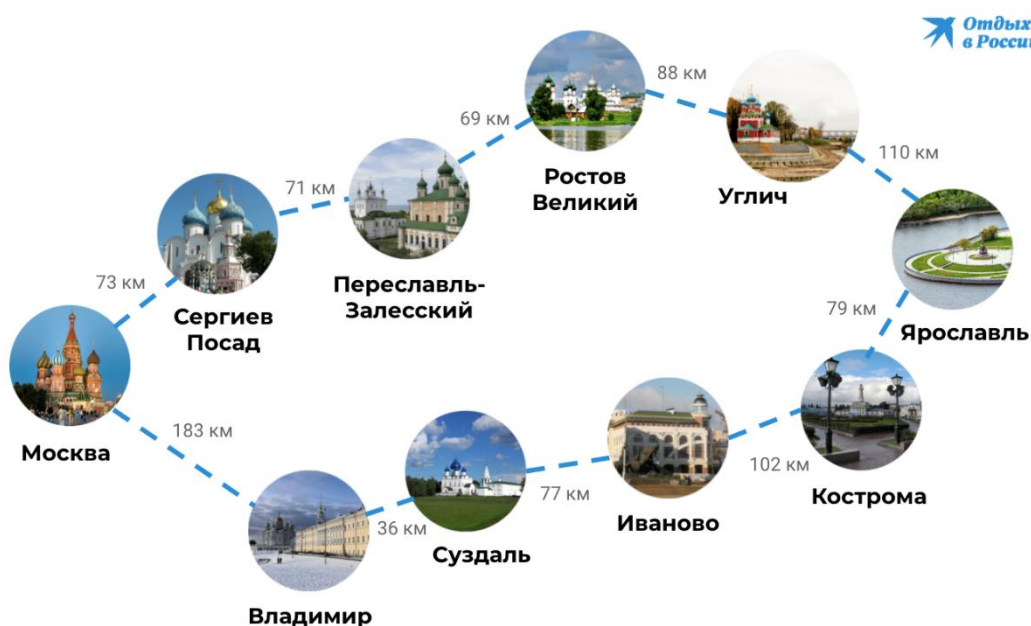 Отдых
в России
88 км
69 км
Ростов
Великий
Углич
110 км
71 км
Переславль-
Залесский
73 км
Сергиев
Посад
79 км
Ярославль
Москва
183 км
102 км
Кострома
77 км
Иваново
36 км
Суздаль
Владимир